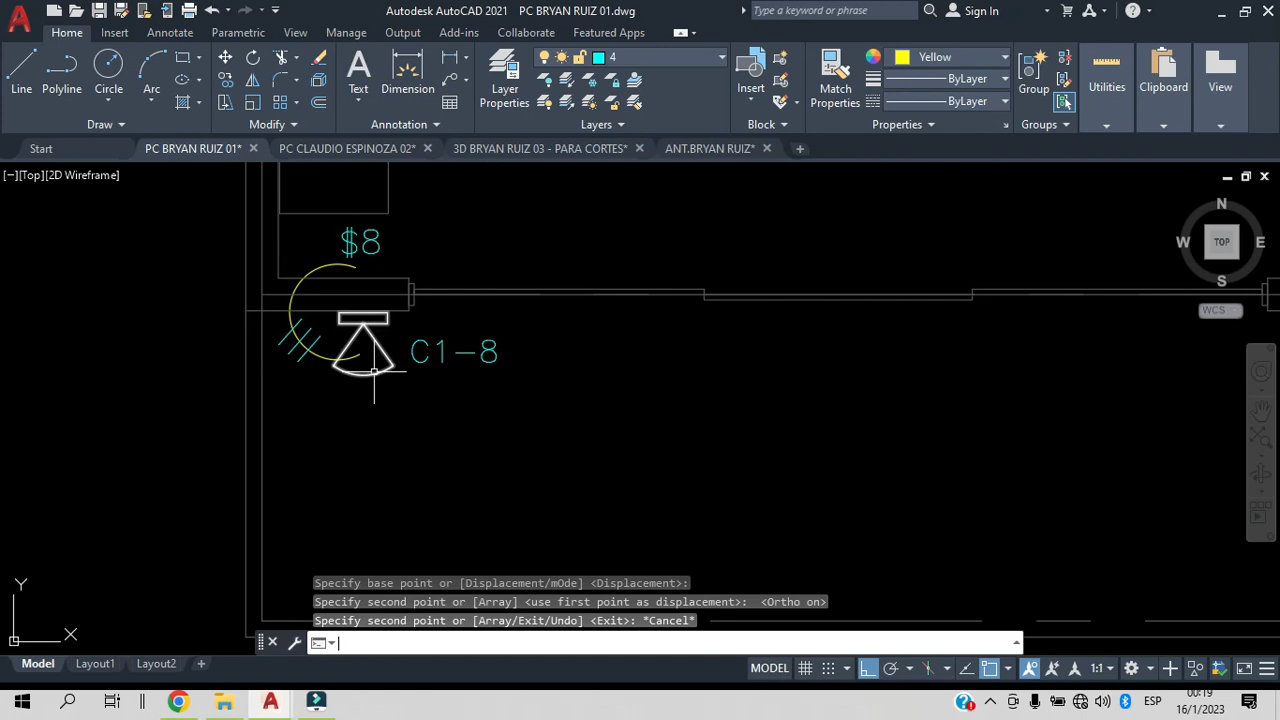 Autodesk AutoCAD 2021 PC BRYAN RUIZ 01.dwg
Type a keyword or phrase
Sign In
Home Insert Annotate Parametric View Manage Output Add-ins Collaborate Featured Apps
Line Polyline Circle Arc
Text Dimension
Layer Properties
4
Insert
Match Properties
Yellow
ByLayer
ByLayer
Group
Utilities
Clipboard
View
Draw Modify Annotation Layers Block Properties Groups
Start PC BRYAN RUIZ 01* PC CLAUDIO ESPINOZA 02* 3D BRYAN RUIZ 03 - PARA CORTES* ANT.BRYAN RUIZ*
[−][Top][2D Wireframe]
N
W TOP E
S
WCS
$8
C1-8
Specify base point or [Displacement/mOde] <Displacement>:
Specify second point or [Array] <use first point as displacement>: <Ortho on>
Specify second point or [Array/Exit/Undo] <Exit>: *Cancel*
Y
X
Model Layout1 Layout2
MODEL
1:1
ESP
00:19
16/1/2023